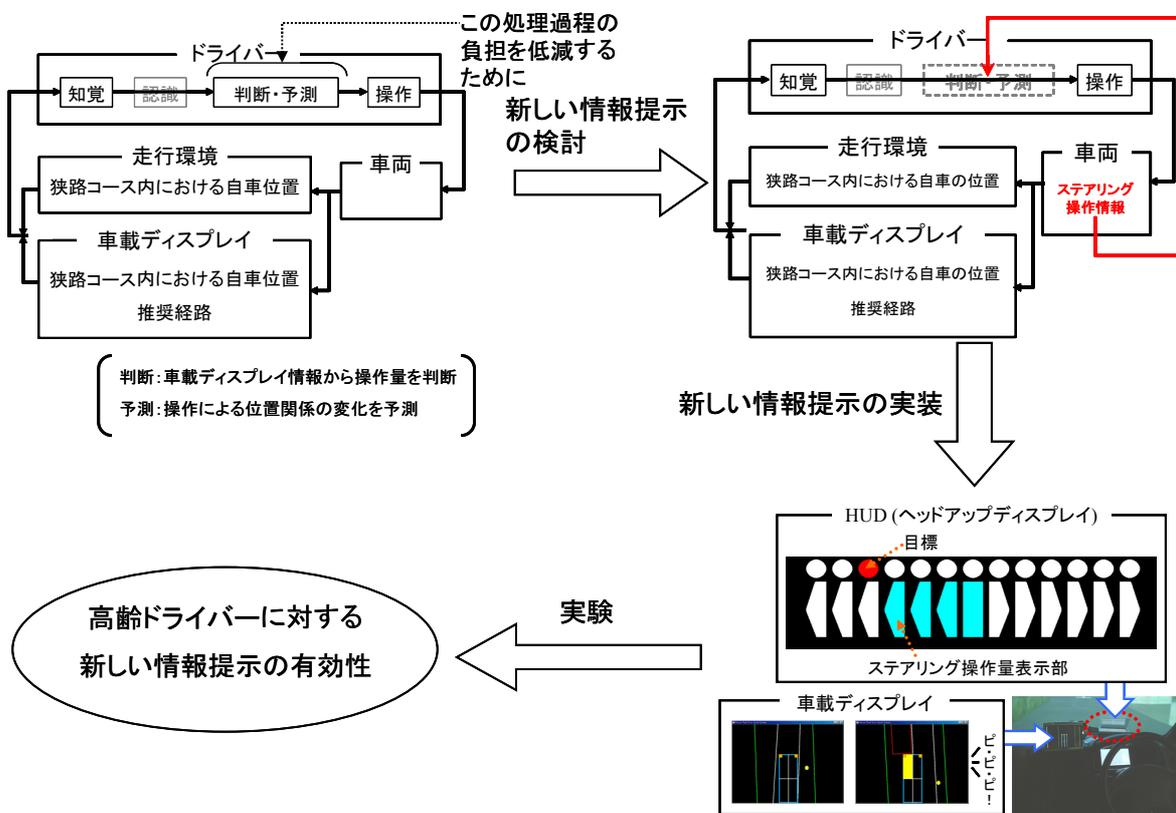 この処理過程の
負担を低減する
ために
ドライバー
知覚
認識
判断・予測
操作
走行環境
狭路コース内における自車位置
車両
車載ディスプレイ
狭路コース内における自車位置
推奨経路
判断：車載ディスプレイ情報から操作量を判断
予測：操作による位置関係の変化を予測
新しい情報提示
の検討
ドライバー
知覚
認識
判断・予測
操作
走行環境
狭路コース内における自車の位置
車両
ステアリング
操作情報
車載ディスプレイ
狭路コース内における自車の位置
推奨経路
新しい情報提示の実装
HUD (ヘッドアップディスプレイ)
目標
ステアリング操作量表示部
車載ディスプレイ
ピ・ピ・ピ！
実験
高齢ドライバーに対する
新しい情報提示の有効性